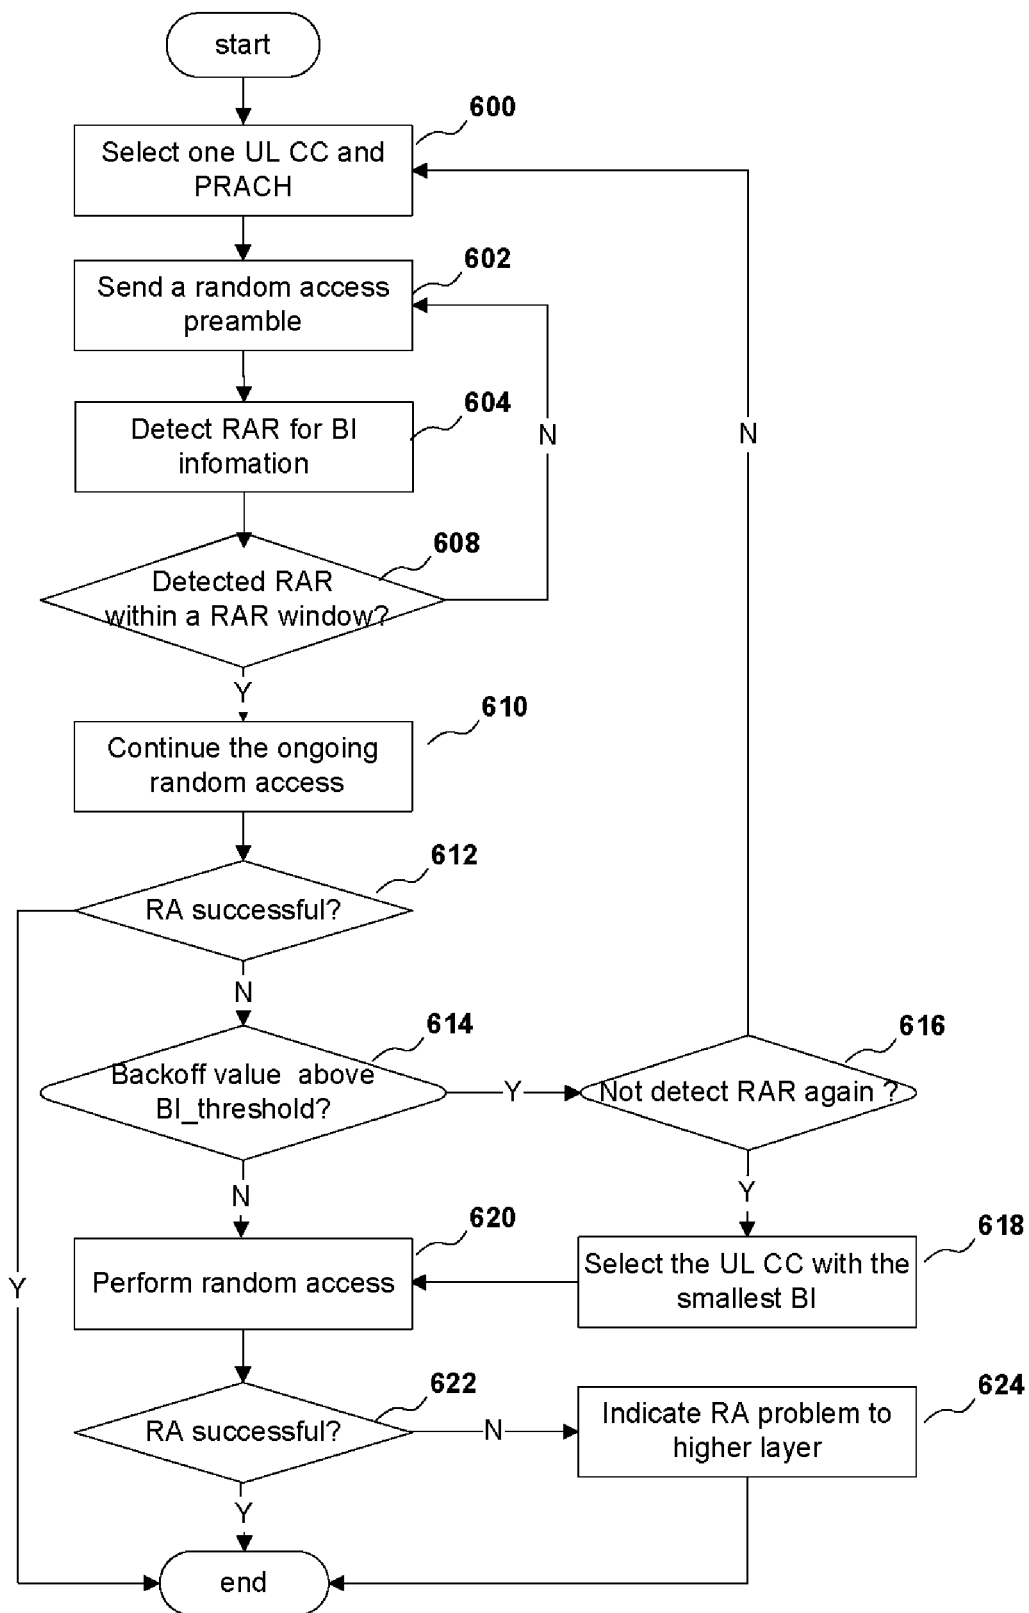 start
600
Select one UL CC and
PRACH
602
Send a random access
preamble
604
Detect RAR for BI
infomation
N
N
608
Detected RAR
within a RAR window?
Y
610
Continue the ongoing
random access
612
RA successful?
N
614
Backoff value above
BI_threshold?
Y
616
Not detect RAR again ?
N
Y
620
Perform random access
618
Select the UL CC with the
smallest BI
Y
622
RA successful?
N
624
Indicate RA problem to
higher layer
Y
end